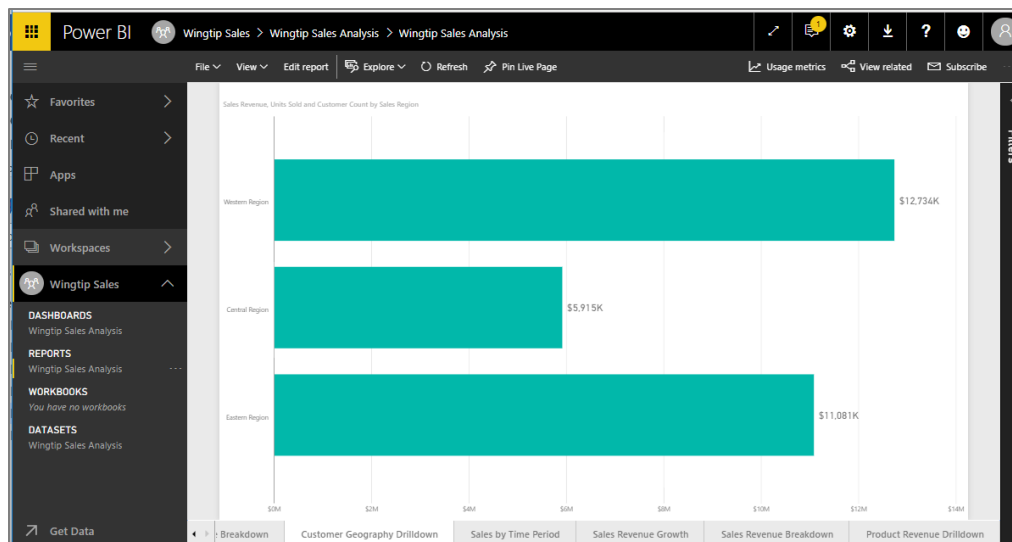 Power BI Wingtip Sales > Wingtip Sales Analysis > Wingtip Sales Analysis 1 ?
File View Edit report Explore Refresh Pin Live Page Usage metrics View related Subscribe
Favorites
Recent
Apps
Shared with me
Workspaces
Wingtip Sales
DASHBOARDS
Wingtip Sales Analysis
REPORTS
Wingtip Sales Analysis ...
WORKBOOKS
You have no workbooks
DATASETS
Wingtip Sales Analysis
Get Data
Sales Revenue, Units Sold and Customer Count by Sales Region
Western Region $12,734K
Central Region $5,915K
Eastern Region $11,081K
$0M $2M $4M $6M $8M $10M $12M $14M
Breakdown Customer Geography Drilldown Sales by Time Period Sales Revenue Growth Sales Revenue Breakdown Product Revenue Drilldown
Filters